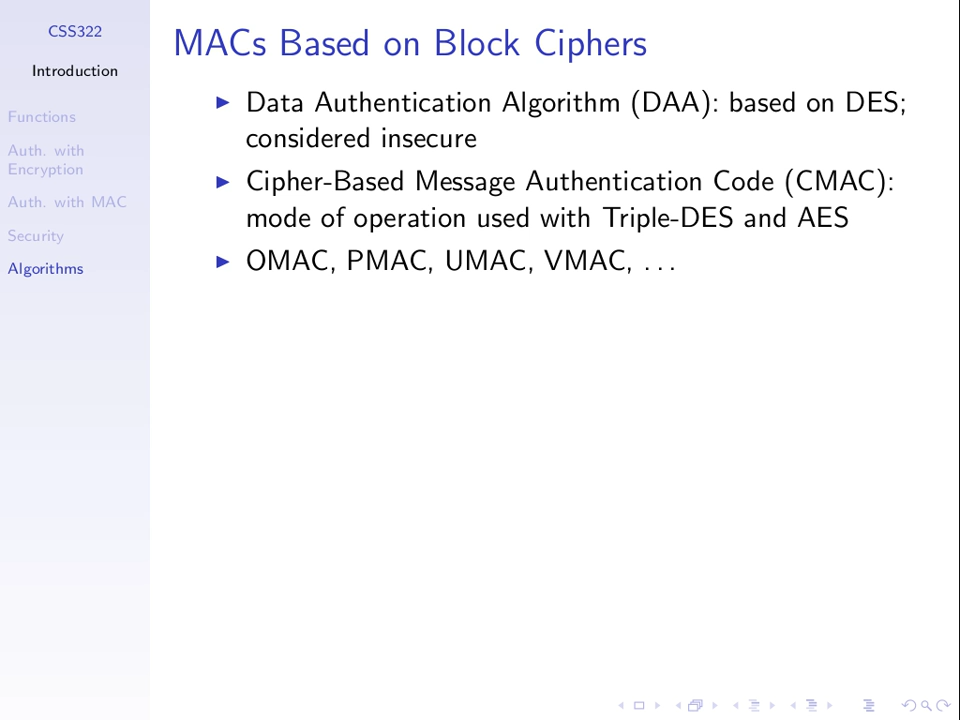 CSS322
Introduction
Functions
Auth. with
Encryption
Auth. with MAC
Security
Algorithms
MACs Based on Block Ciphers
Data Authentication Algorithm (DAA): based on DES;
considered insecure
Cipher-Based Message Authentication Code (CMAC):
mode of operation used with Triple-DES and AES
OMAC, PMAC, UMAC, VMAC, . . .